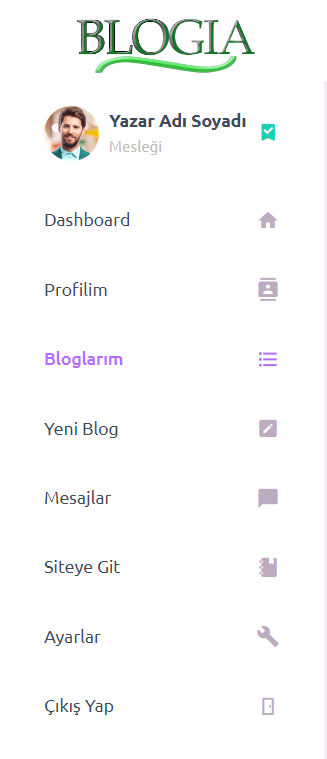 BLOGIA
Yazar Adı Soyadı
Mesleği
Dashboard
Profilim
Bloglarım
Yeni Blog
Mesajlar
Siteye Git
Ayarlar
Çıkış Yap